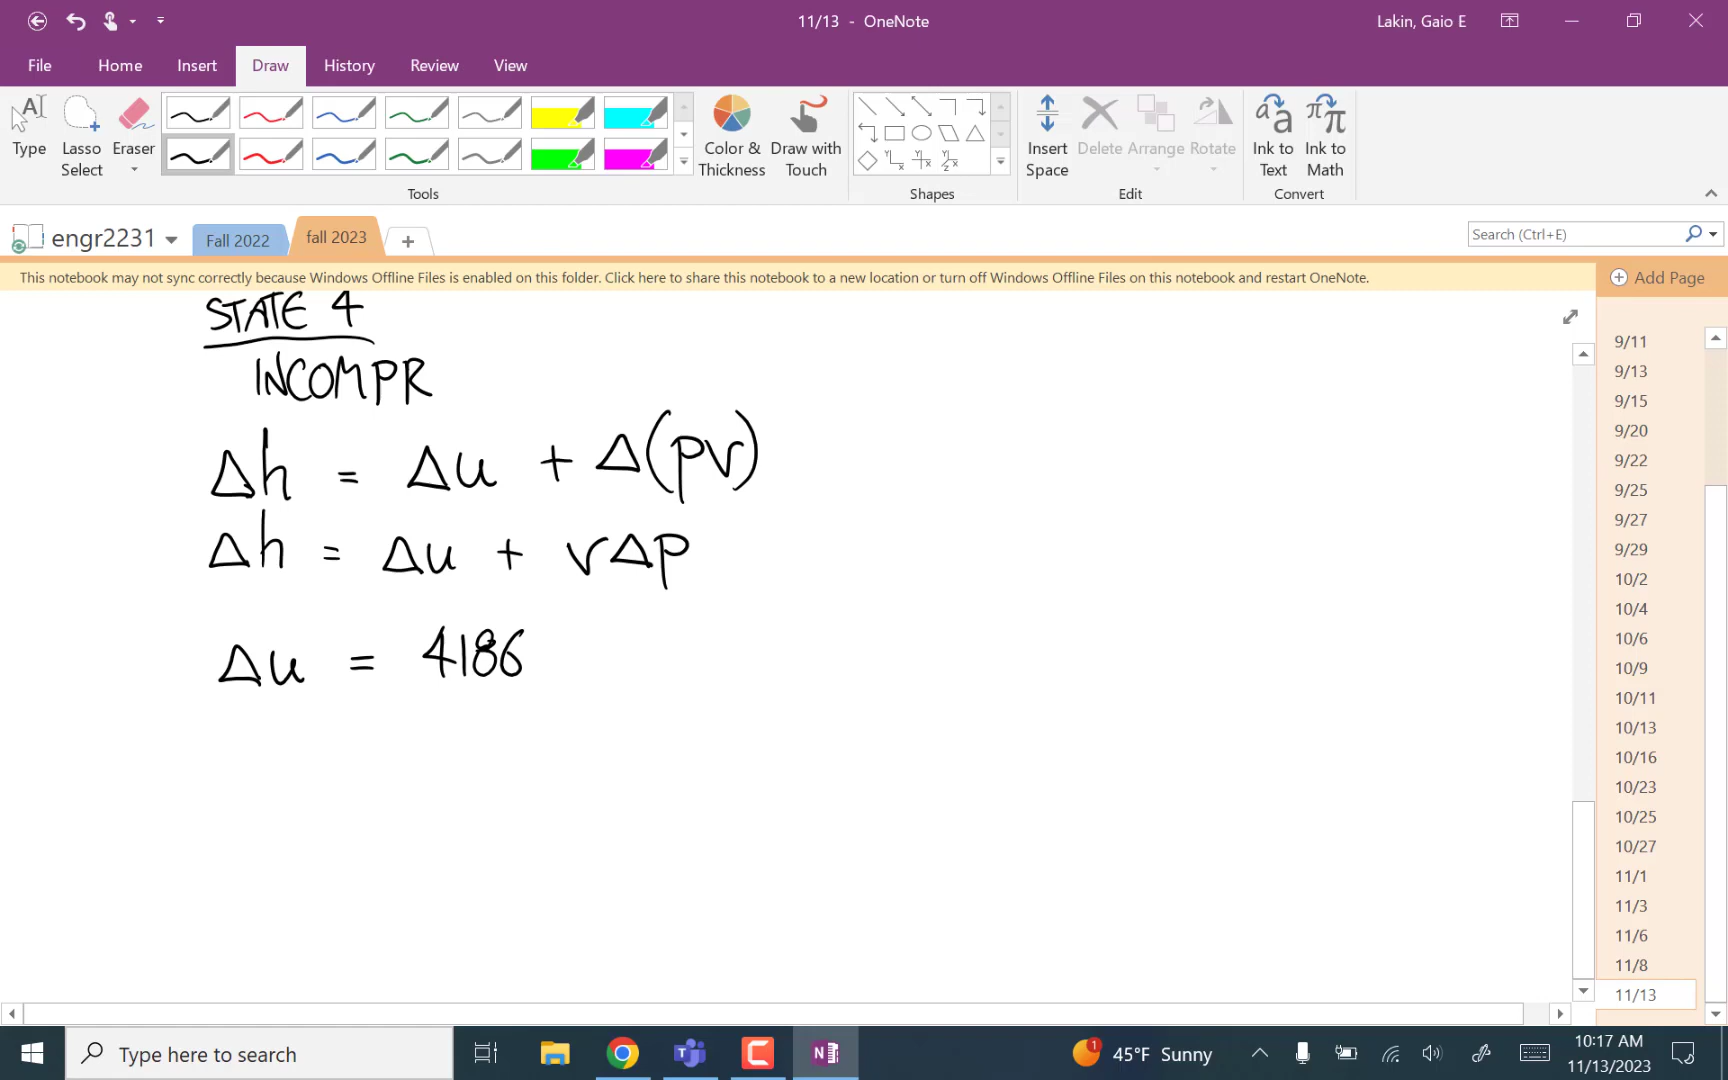 11/13 - OneNote
Lakin, Gaio E
File
Home
Insert
Draw
History
Review
View
Type
Lasso Select
Eraser
Color & Thickness
Draw with Touch
Insert Space
Delete
Arrange
Rotate
Ink to Text
Ink to Math
Tools
Shapes
Edit
Convert
engr2231
Fall 2022
fall 2023
Search (Ctrl+E)
This notebook may not sync correctly because Windows Offline Files is enabled on this folder. Click here to share this notebook to a new location or turn off Windows Offline Files on this notebook and restart OneNote.
Add Page
STATE 4
INCOMPR
Δh = Δu + Δ(pv)
Δh = Δu + vΔp
Δu = 4186
9/11
9/13
9/15
9/20
9/22
9/25
9/27
9/29
10/2
10/4
10/6
10/9
10/11
10/13
10/16
10/23
10/25
10/27
11/1
11/3
11/6
11/8
11/13
Type here to search
1
45°F Sunny
10:17 AM
11/13/2023